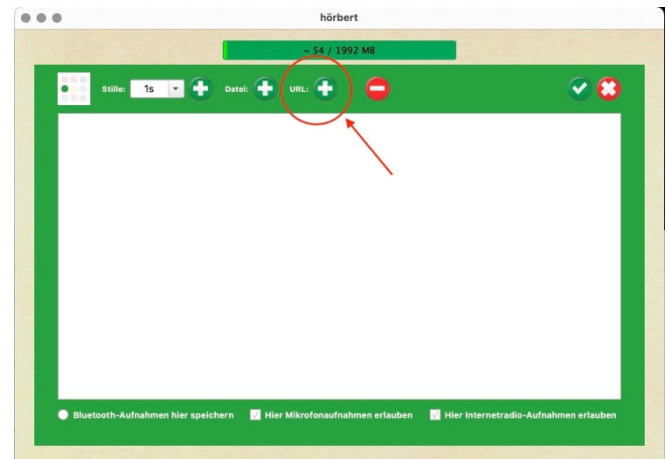 hörbert
~ 54 / 1992 MB
Stille: 1s Datei: URL:
Bluetooth-Aufnahmen hier speichern Hier Mikrofonaufnahmen erlauben Hier Internetradio-Aufnahmen erlauben